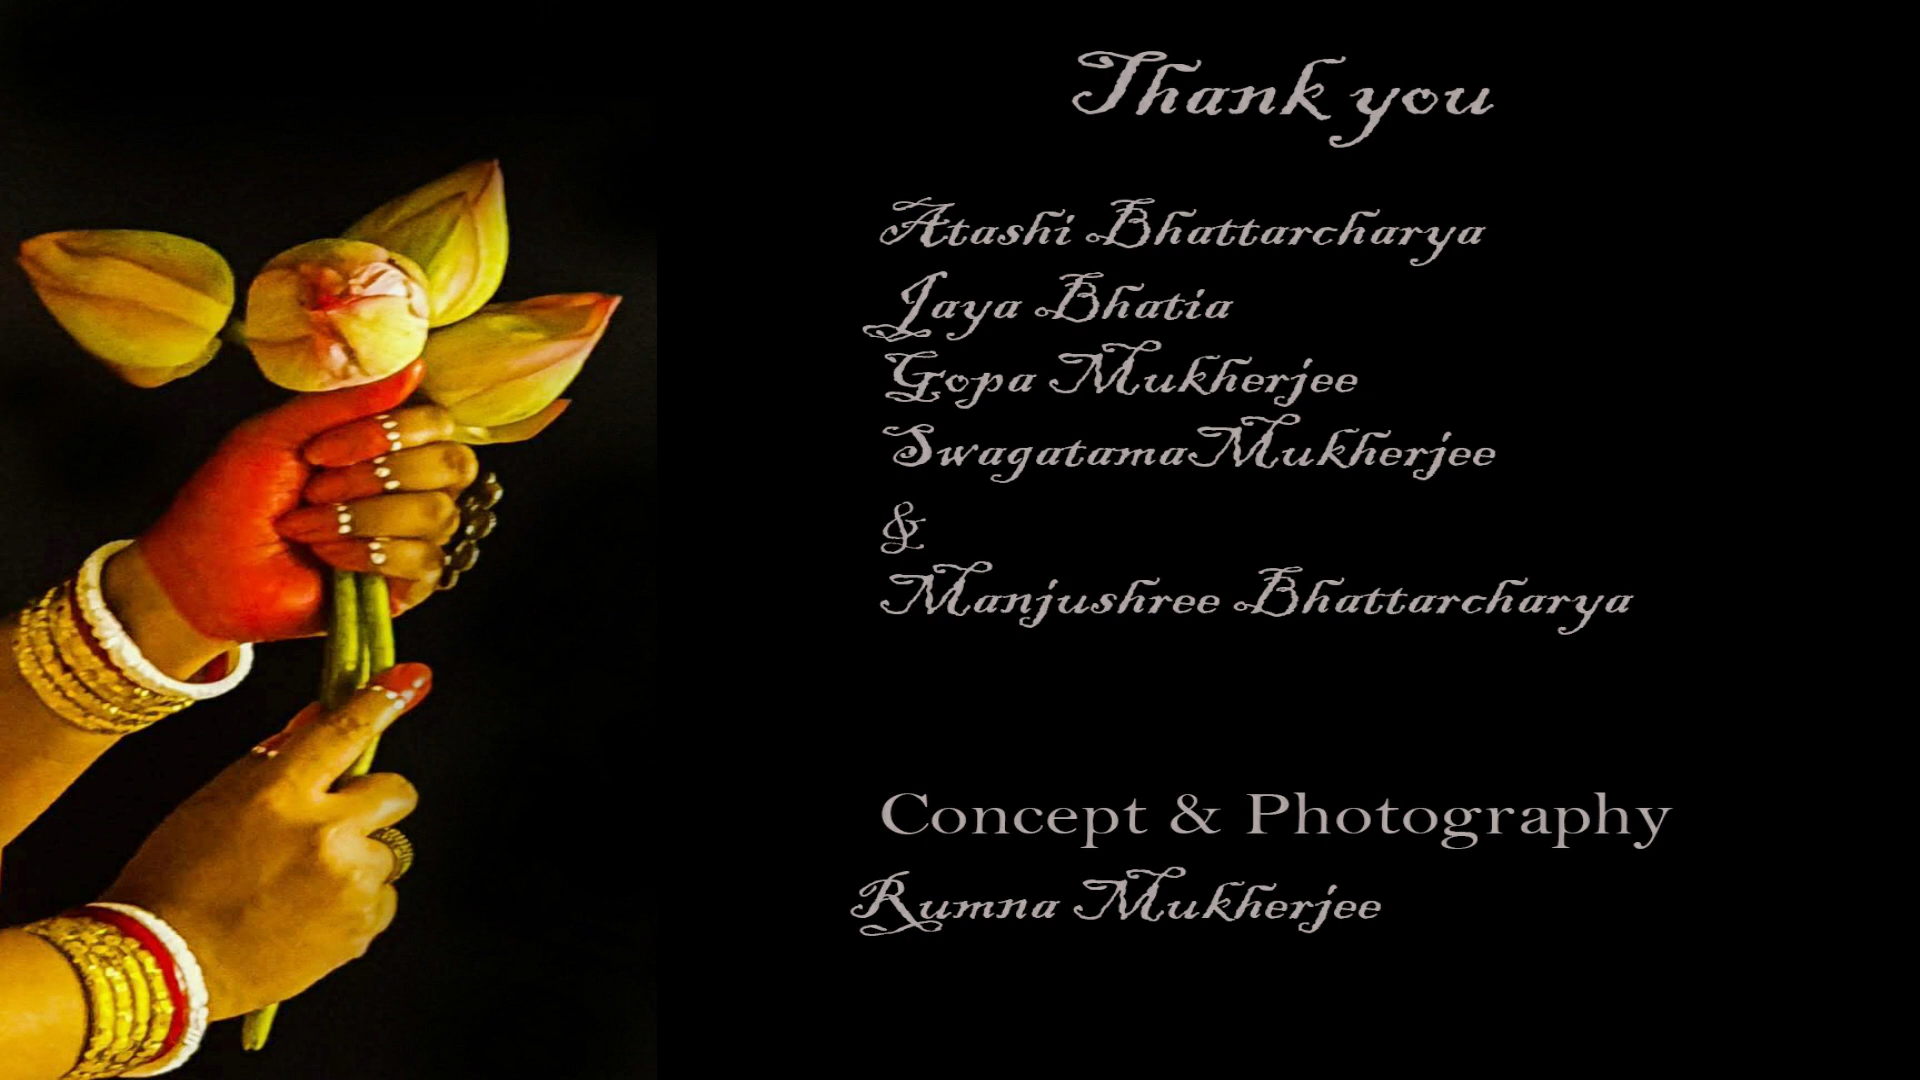 Thank you
Atashi Bhattarcharya
Jaya Bhatia
Gopa Mukherjee
SwagatamaMukherjee
&
Manjushree Bhattarcharya
Concept & Photography
Rumna Mukherjee